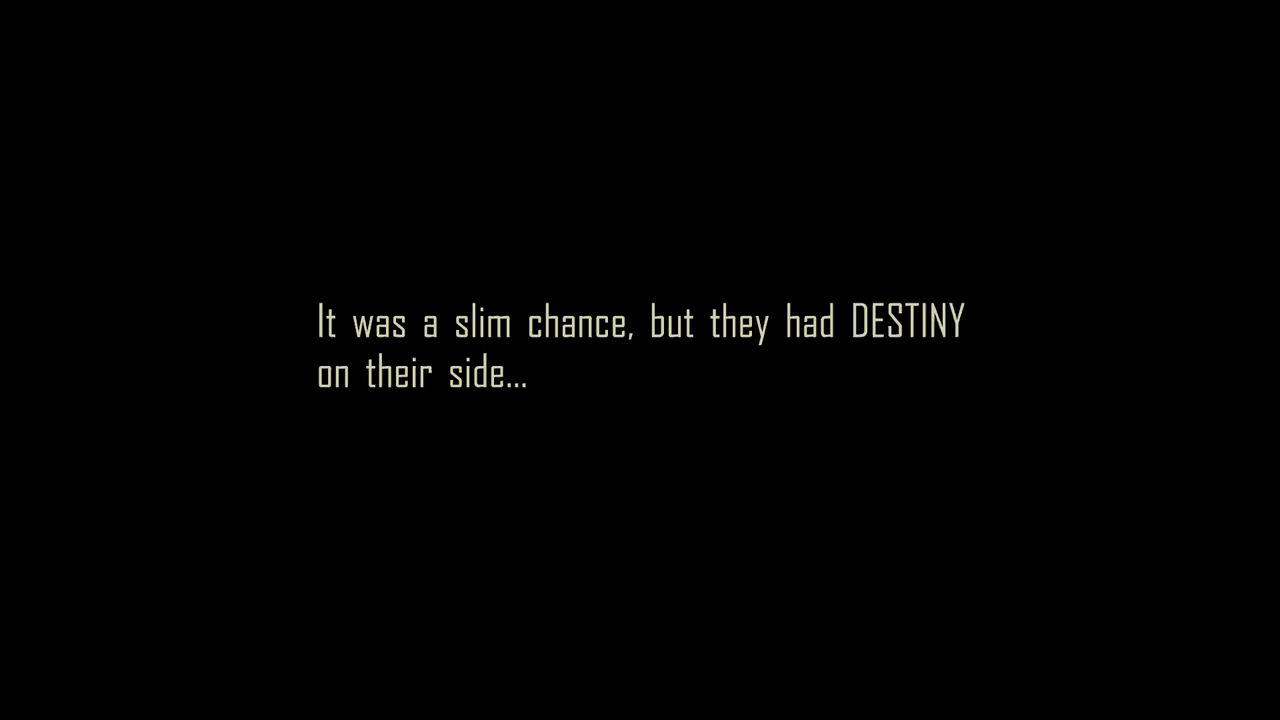 It was a slim chance, but they had DESTINY
on their side...